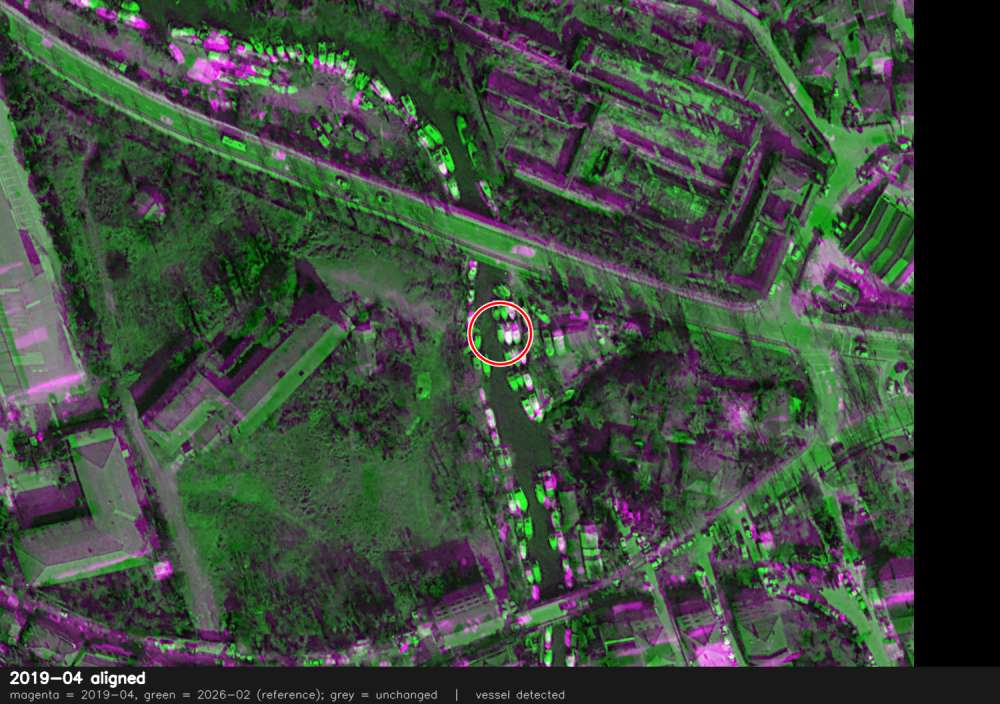 2019-04 aligned
magenta = 2019-04, green = 2026-02 (reference); grey = unchanged | vessel detected